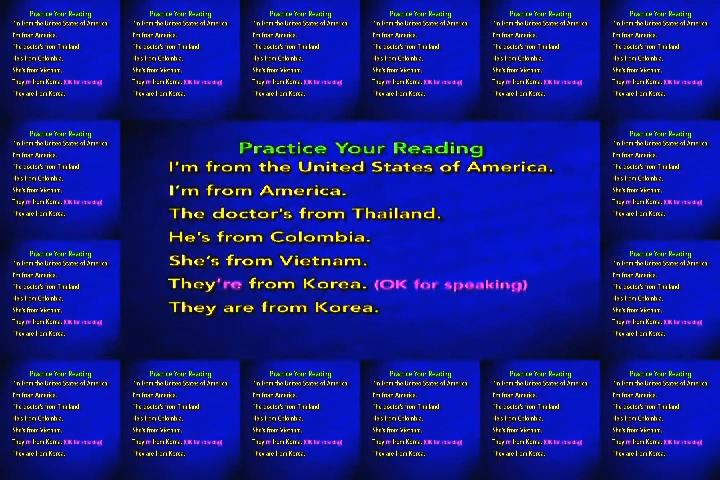 Practice Your Reading
I'm from the United States of America.
I'm from America.
The doctor's from Thailand.
He's from Colombia.
She's from Vietnam.
They're from Korea. (OK for speaking)
They are from Korea.